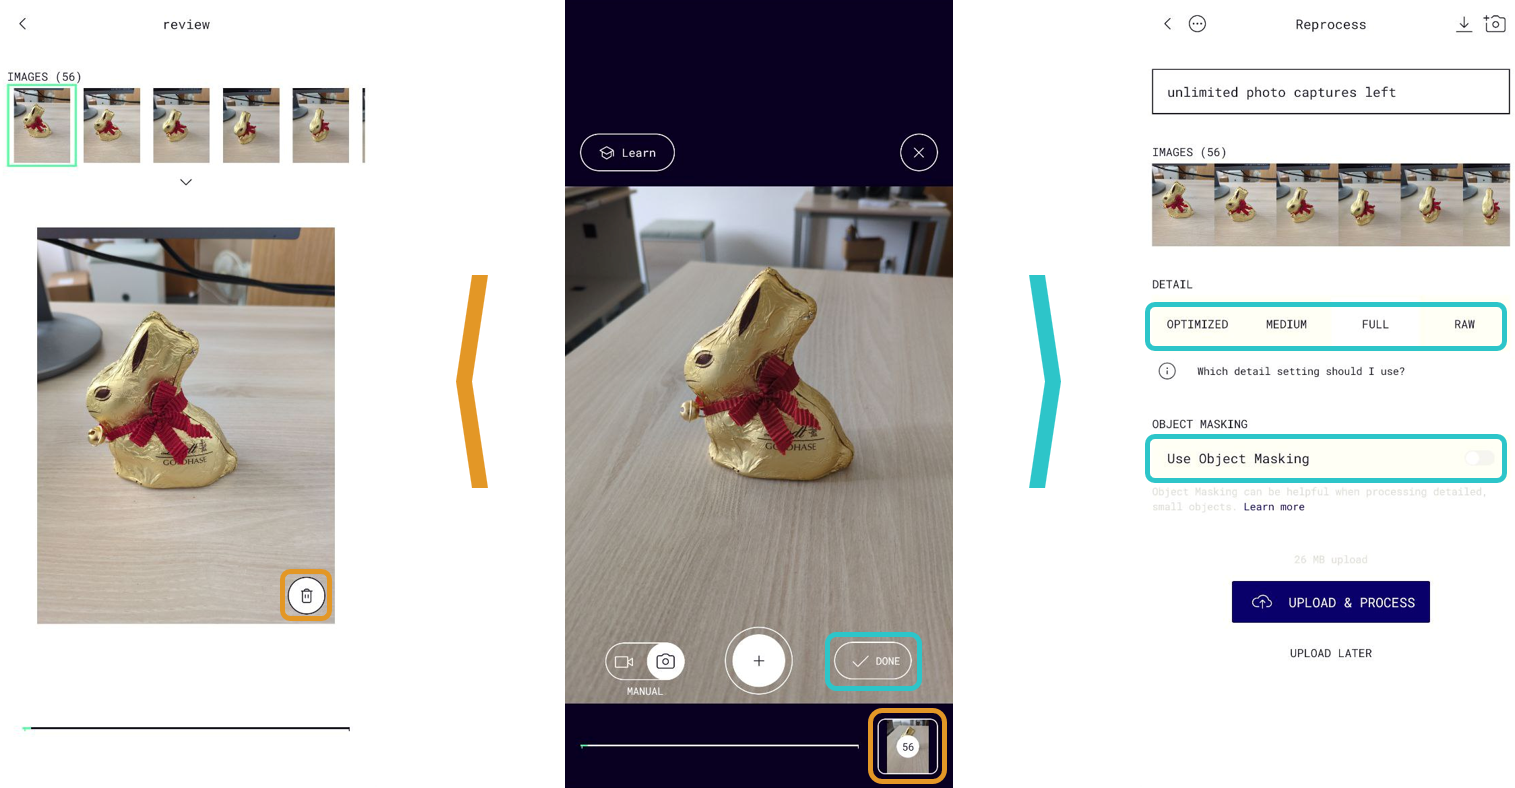 review
IMAGES (56)
GOLDHASE
Learn
GOLDHASE
DONE
MANUAL
56
Reprocess
unlimited photo captures left
IMAGES (56)
DETAIL
OPTIMIZED MEDIUM FULL RAW
Which detail setting should I use?
OBJECT MASKING
Use Object Masking
Object Masking can be helpful when processing detailed,
small objects. Learn more
26 MB upload
UPLOAD & PROCESS
UPLOAD LATER